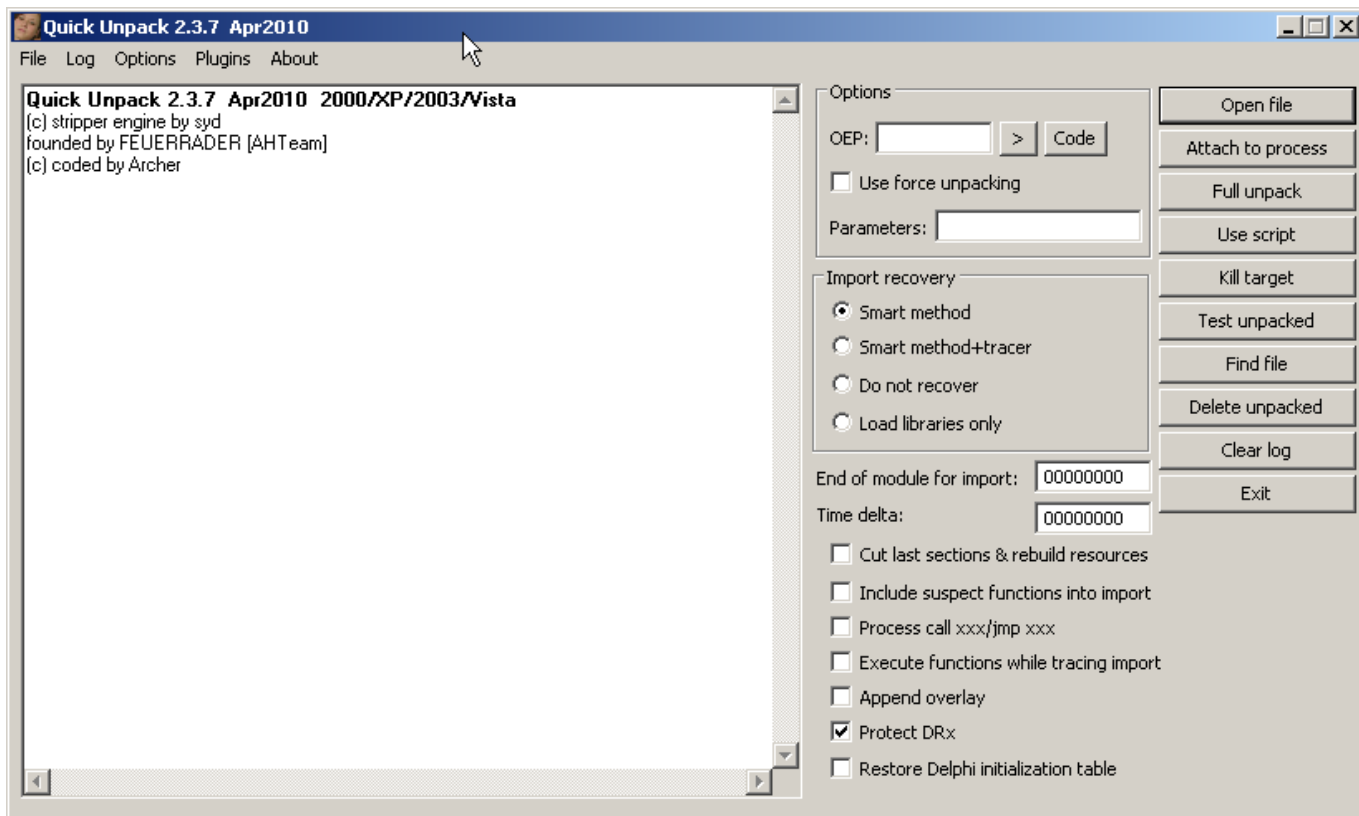 Quick Unpack 2.3.7 Apr2010
File Log Options Plugins About
Quick Unpack 2.3.7 Apr2010 2000/XP/2003/Vista
(c) stripper engine by syd
founded by FEUERRADER [AHTeam]
(c) coded by Archer
Options
OEP:
>
Code
Use force unpacking
Parameters:
Import recovery
Smart method
Smart method+tracer
Do not recover
Load libraries only
End of module for import: 00000000
Time delta: 00000000
Cut last sections & rebuild resources
Include suspect functions into import
Process call xxx/jmp xxx
Execute functions while tracing import
Append overlay
Protect DRx
Restore Delphi initialization table
Open file
Attach to process
Full unpack
Use script
Kill target
Test unpacked
Find file
Delete unpacked
Clear log
Exit